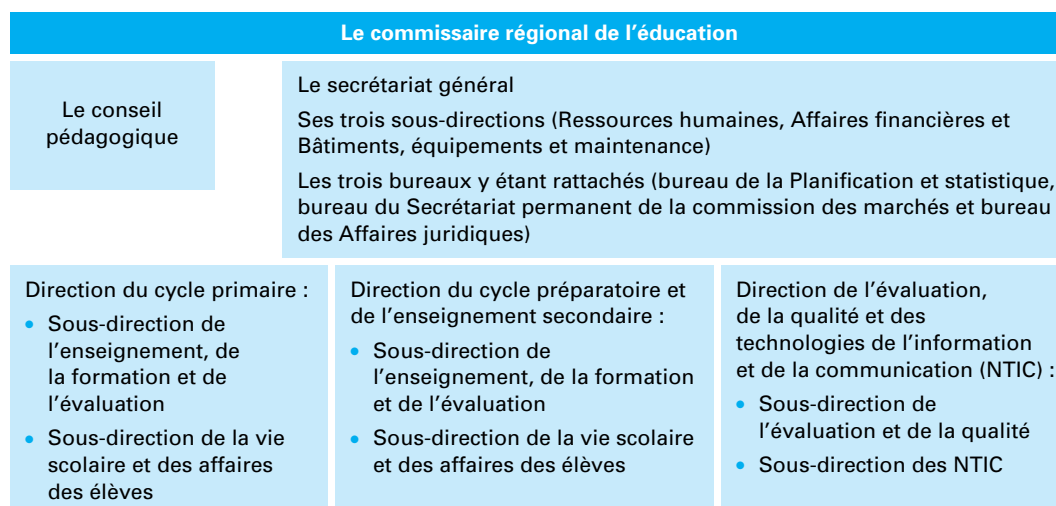 Le commissaire régional de l’éducation
Le conseil
pédagogique
Le secrétariat général
Ses trois sous-directions (Ressources humaines, Affaires financières et
Bâtiments, équipements et maintenance)
Les trois bureaux y étant rattachés (bureau de la Planification et statistique,
bureau du Secrétariat permanent de la commission des marchés et bureau
des Affaires juridiques)
Direction du cycle primaire :
• Sous-direction de
l’enseignement, de
la formation et de
l’évaluation
• Sous-direction de la vie
scolaire et des affaires
des élèves
Direction du cycle préparatoire et
de l’enseignement secondaire :
• Sous-direction de
l’enseignement, de la formation
et de l’évaluation
• Sous-direction de la vie scolaire
et des affaires des élèves
Direction de l’évaluation,
de la qualité et des
technologies de l’information
et de la communication (NTIC) :
• Sous-direction de
l’évaluation et de la qualité
• Sous-direction des NTIC